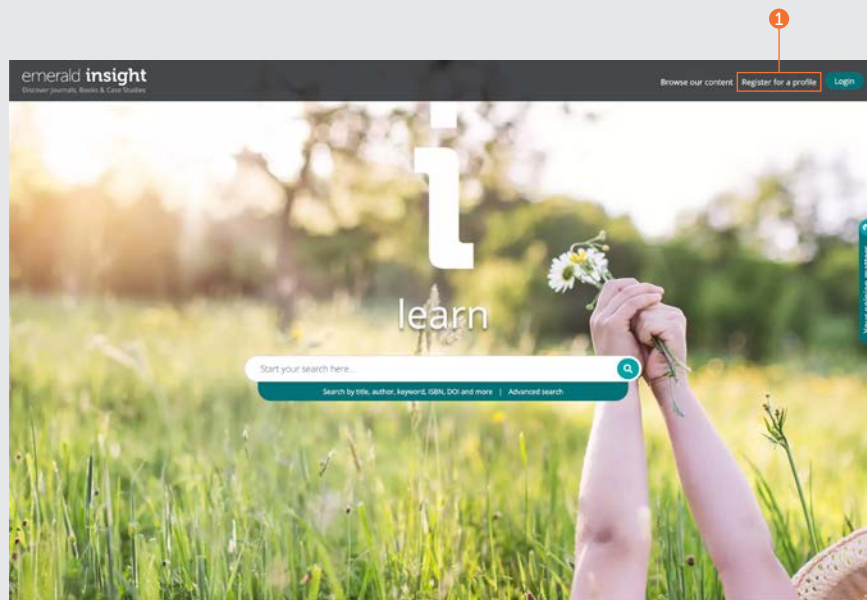 1
emerald insight
Discover Journals, Books & Case Studies
Browse our content Register for a profile Login
i
learn
Start your search here...
Search by title, author, keyword, ISBN, DOI and more | Advanced search